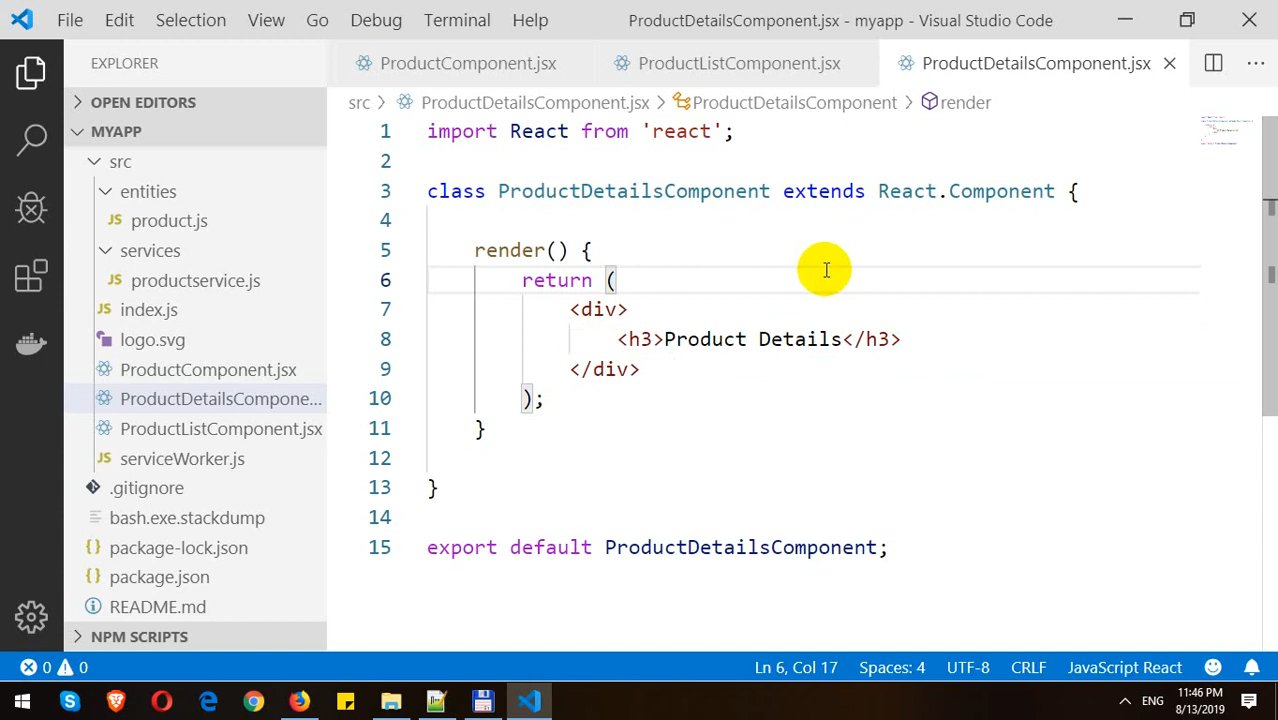 File Edit Selection View Go Debug Terminal Help ProductDetailsComponent.jsx - myapp - Visual Studio Code
EXPLORER
ProductComponent.jsx ProductListComponent.jsx ProductDetailsComponent.jsx
OPEN EDITORS
MYAPP
src
entities
JS product.js
services
JS productservice.js
JS index.js
logo.svg
ProductComponent.jsx
ProductDetailsCompone...
ProductListComponent.jsx
JS serviceWorker.js
.gitignore
bash.exe.stackdump
{} package-lock.json
{} package.json
README.md
NPM SCRIPTS
src > ProductDetailsComponent.jsx > ProductDetailsComponent > render
1 import React from 'react';
2
3 class ProductDetailsComponent extends React.Component {
4
5 render() {
6 return (
7 <div>
8 <h3>Product Details</h3>
9 </div>
10 );
11 }
12
13 }
14
15 export default ProductDetailsComponent;
0 0 Ln 6, Col 17 Spaces: 4 UTF-8 CRLF JavaScript React
ENG 11:46 PM
8/13/2019